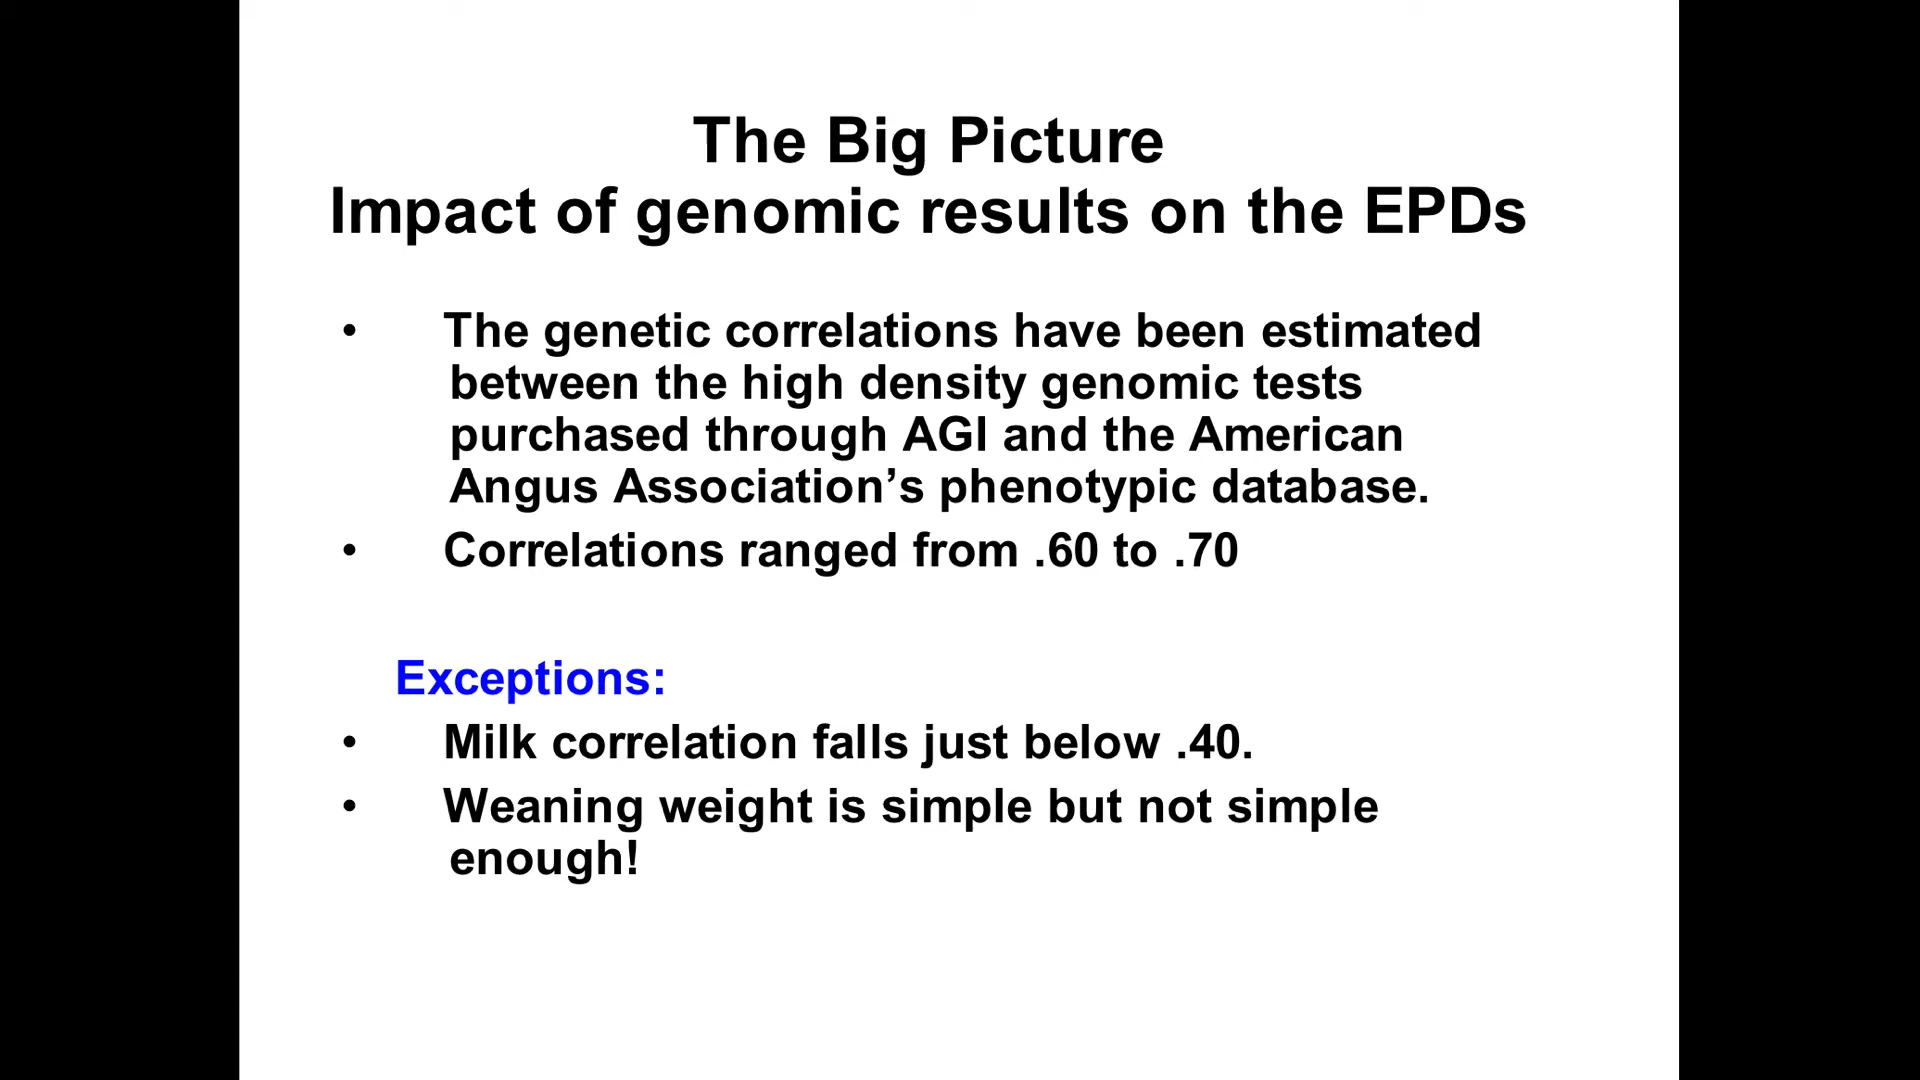 The Big Picture
Impact of genomic results on the EPDs
• The genetic correlations have been estimated
between the high density genomic tests
purchased through AGI and the American
Angus Association’s phenotypic database.
• Correlations ranged from .60 to .70
Exceptions:
• Milk correlation falls just below .40.
• Weaning weight is simple but not simple
enough!